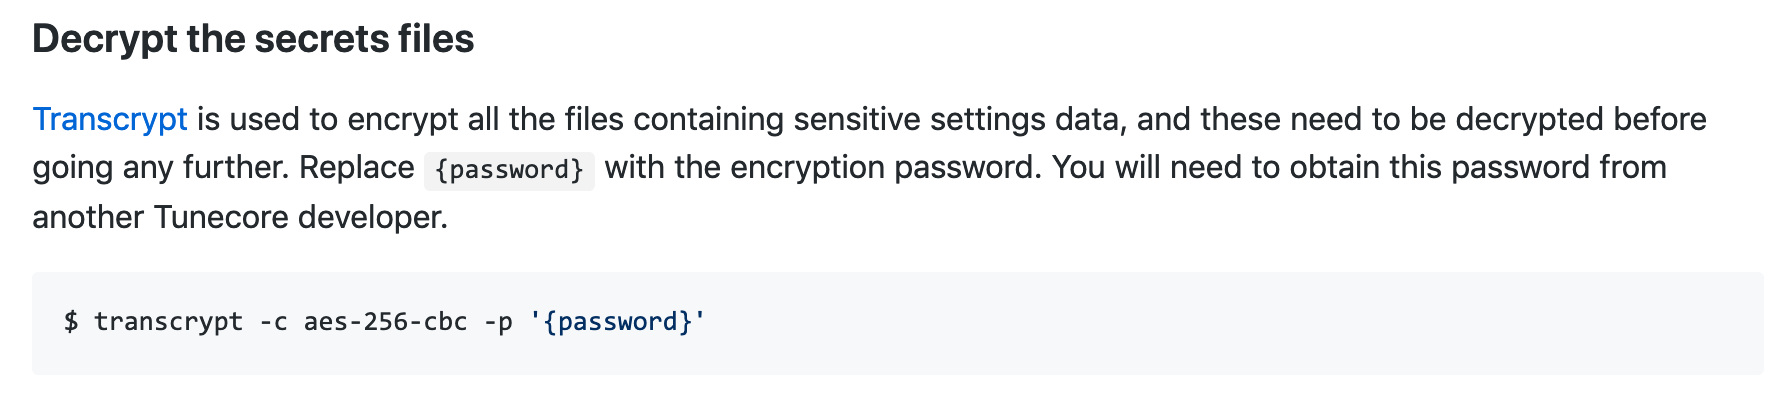 Decrypt the secrets files
Transcrypt is used to encrypt all the files containing sensitive settings data, and these need to be decrypted before
going any further. Replace {password} with the encryption password. You will need to obtain this password from
another Tunecore developer.
$ transcrypt -c aes-256-cbc -p '{password}'